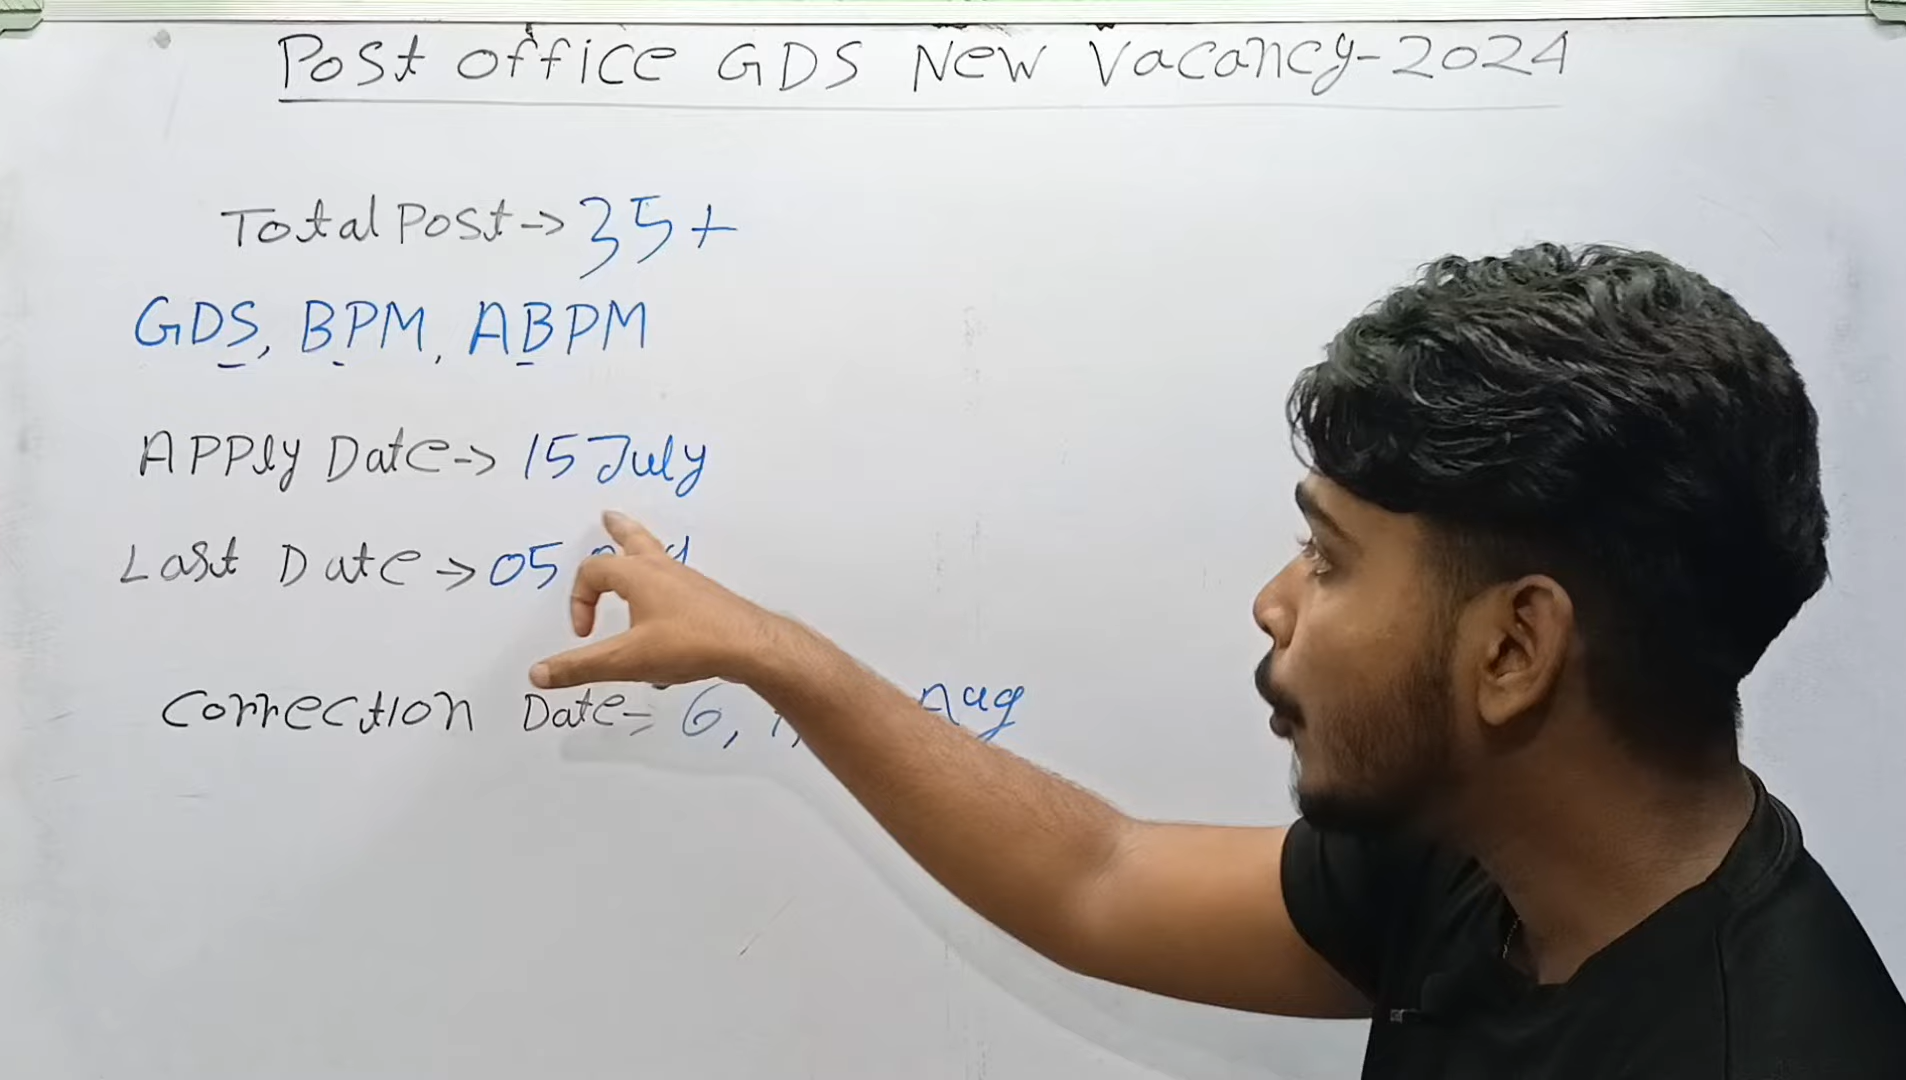 Post office GDS New Vacancy-2024
Total Post-> 35+
GDS, BPM, ABPM
Apply Date-> 15 July
Last Date -> 05
Correction Date- 6, Aug